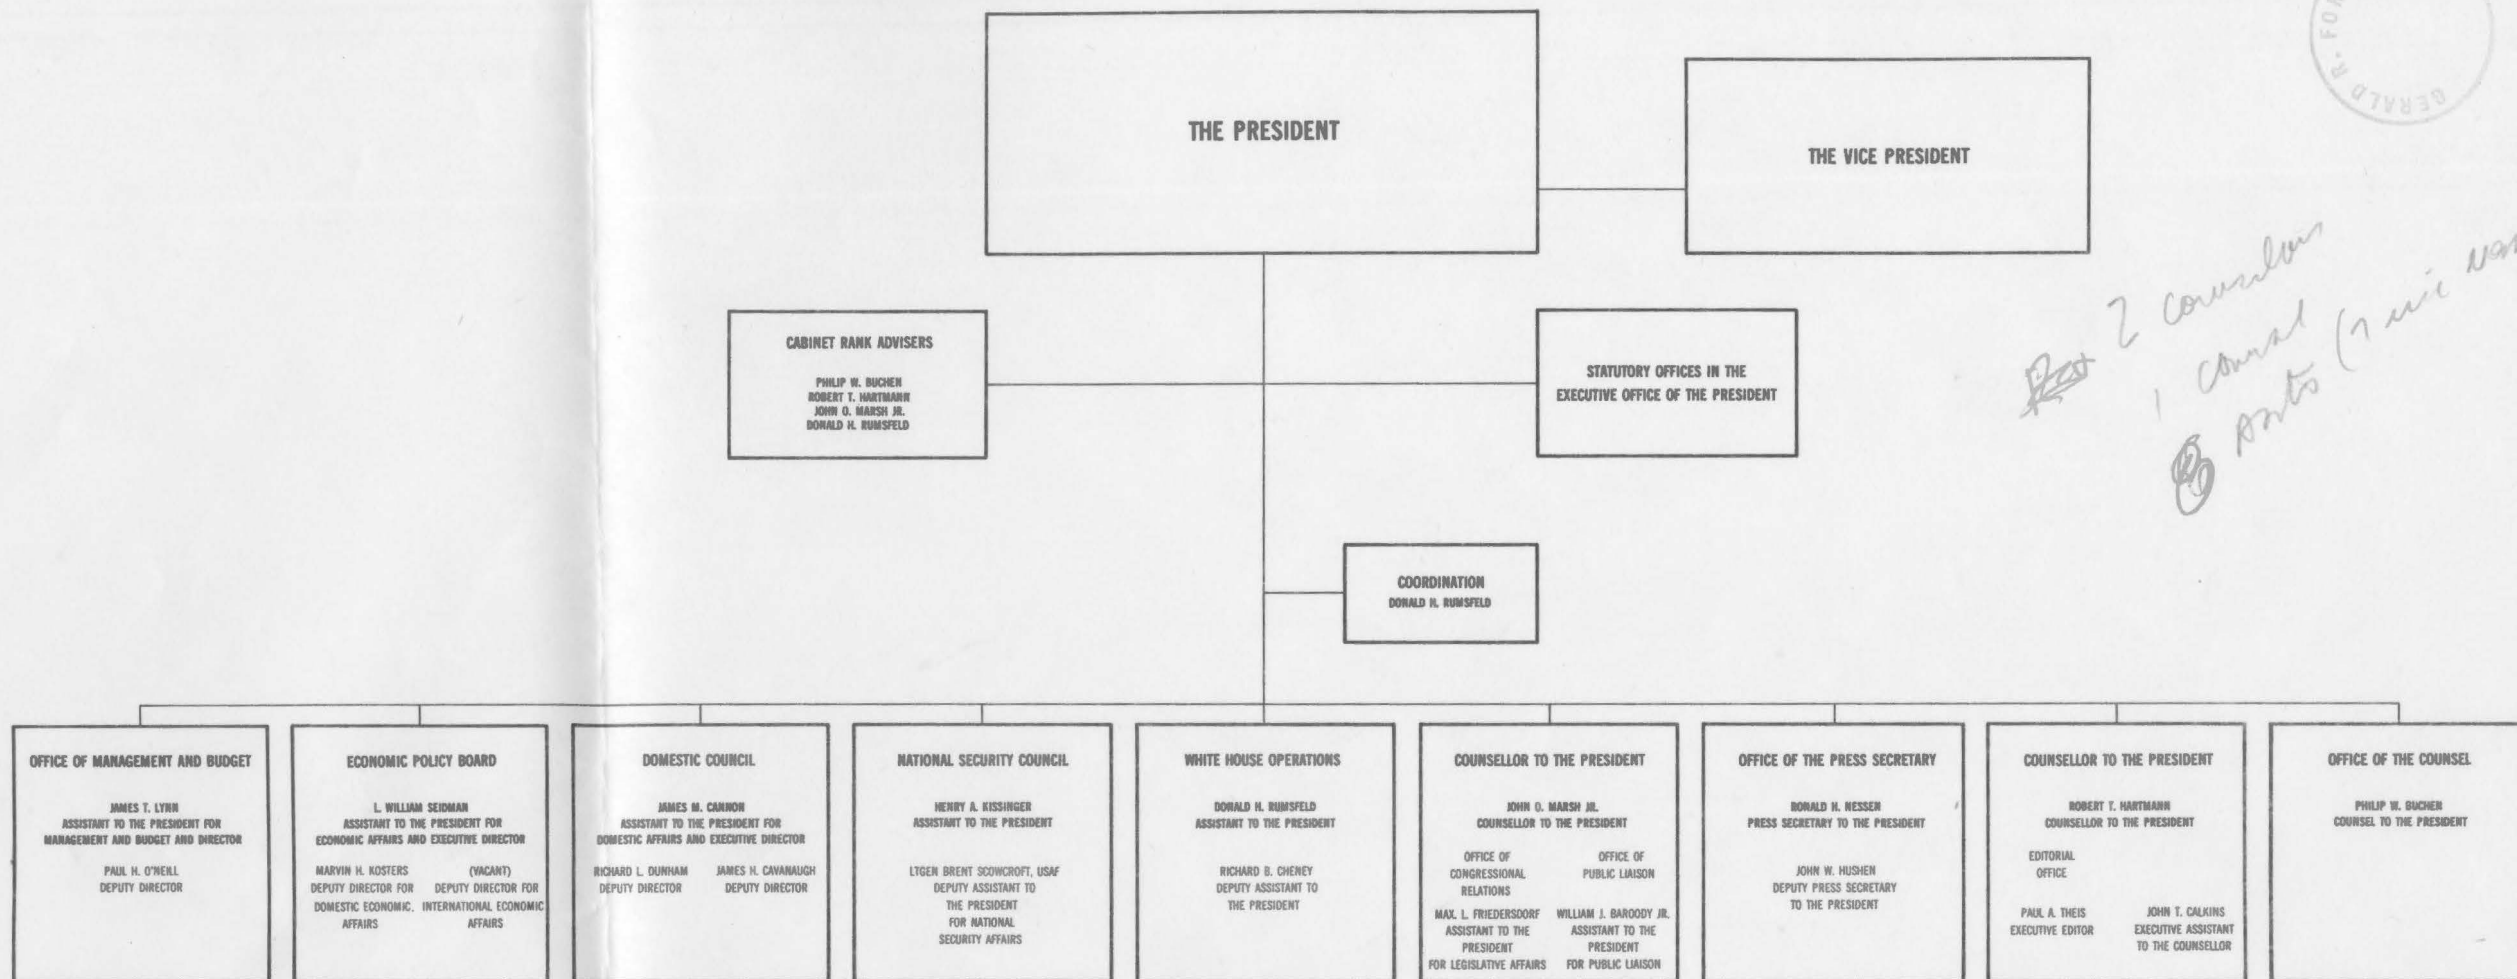 GERALD R. FO
THE PRESIDENT
THE VICE PRESIDENT
2
1
CABINET RANK ADVISERS
PHILIP W. BUCHEN
ROBERT T. HARTMANN
JOHN O. MARSH JR.
DONALD H. RUMSFELD
STATUTORY OFFICES IN THE
EXECUTIVE OFFICE OF THE PRESIDENT
COORDINATION
DONALD H. RUMSFELD
OFFICE OF MANAGEMENT AND BUDGET
JAMES T. LYNN
ASSISTANT TO THE PRESIDENT FOR
MANAGEMENT AND BUDGET AND DIRECTOR
PAUL H. O'NEILL
DEPUTY DIRECTOR
ECONOMIC POLICY BOARD
L. WILLIAM SEIDMAN
ASSISTANT TO THE PRESIDENT FOR
ECONOMIC AFFAIRS AND EXECUTIVE DIRECTOR
MARVIN H. KOSTERS
DEPUTY DIRECTOR FOR
DOMESTIC ECONOMIC.
AFFAIRS
(VACANT)
DEPUTY DIRECTOR FOR
INTERNATIONAL ECONOMIC
AFFAIRS
DOMESTIC COUNCIL
JAMES M. CANNON
ASSISTANT TO THE PRESIDENT FOR
DOMESTIC AFFAIRS AND EXECUTIVE DIRECTOR
RICHARD L. DUNHAM
DEPUTY DIRECTOR
JAMES H. CAVANAUGH
DEPUTY DIRECTOR
NATIONAL SECURITY COUNCIL
HENRY A. KISSINGER
ASSISTANT TO THE PRESIDENT
LTGEN BRENT SCOWCROFT, USAF
DEPUTY ASSISTANT TO
THE PRESIDENT
FOR NATIONAL
SECURITY AFFAIRS
WHITE HOUSE OPERATIONS
DONALD H. RUMSFELD
ASSISTANT TO THE PRESIDENT
RICHARD B. CHENEY
DEPUTY ASSISTANT TO
THE PRESIDENT
COUNSELLOR TO THE PRESIDENT
JOHN O. MARSH JR.
COUNSELLOR TO THE PRESIDENT
OFFICE OF
CONGRESSIONAL
RELATIONS
MAX. L. FRIEDERSDORF
ASSISTANT TO THE
PRESIDENT
FOR LEGISLATIVE AFFAIRS
OFFICE OF
PUBLIC LIAISON
WILLIAM J. BAROODY JR.
ASSISTANT TO THE
PRESIDENT
FOR PUBLIC LIAISON
OFFICE OF THE PRESS SECRETARY
RONALD H. NESSEN
PRESS SECRETARY TO THE PRESIDENT
JOHN W. HUSHEN
DEPUTY PRESS SECRETARY
TO THE PRESIDENT
COUNSELLOR TO THE PRESIDENT
ROBERT T. HARTMANN
COUNSELLOR TO THE PRESIDENT
EDITORIAL
OFFICE
PAUL A. THEIS
EXECUTIVE EDITOR
JOHN T. CALKINS
EXECUTIVE ASSISTANT
TO THE COUNSELLOR
OFFICE OF THE COUNSEL
PHILIP W. BUCHEN
COUNSEL TO THE PRESIDENT